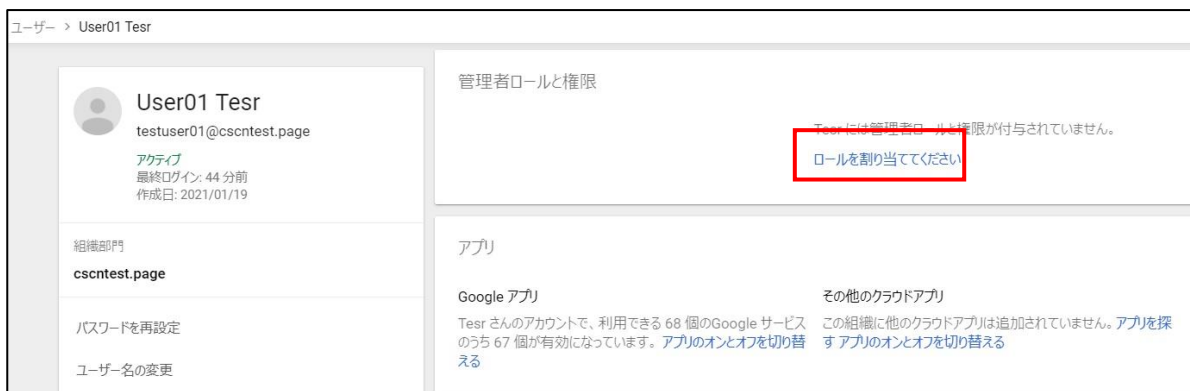 ユーザー > User01 Tesr
User01 Tesr
testuser01@cscntest.page
アクティブ
最終ログイン: 44 分前
作成日: 2021/01/19
組織部門
cscntest.page
パスワードを再設定
ユーザー名の変更
管理者ロールと権限
Tesr には管理者ロールと権限が付与されていません。
ロールを割り当ててください
アプリ
Google アプリ
Tesr さんのアカウントで、利用できる 68 個のGoogle サービス
のうち 67 個が有効になっています。アプリのオンとオフを切り替
える
その他のクラウドアプリ
この組織に他のクラウドアプリは追加されていません。アプリを探
す アプリのオンとオフを切り替える